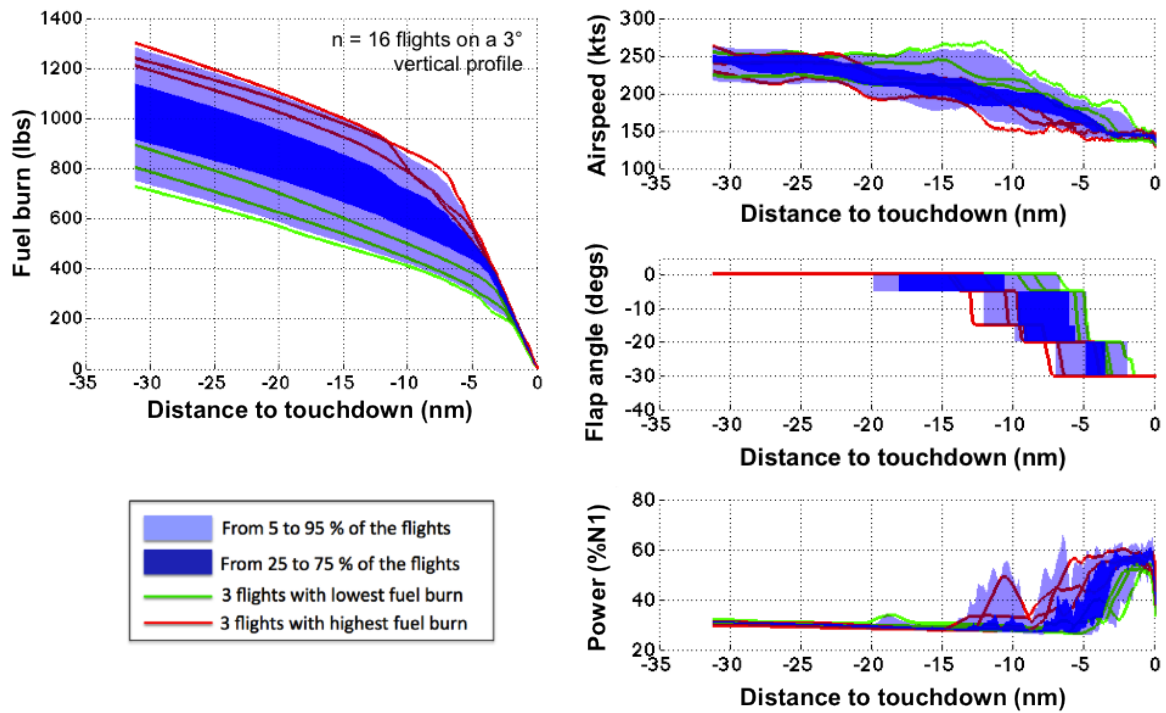 1400
1200
1000
800
600
400
200
0
Fuel burn (lbs)
n = 16 flights on a 3°
vertical profile
-35 -30 -25 -20 -15 -10 -5 0
Distance to touchdown (nm)
300
250
200
150
100
Airspeed (kts)
-35 -30 -25 -20 -15 -10 -5 0
Distance to touchdown (nm)
0
-10
-20
-30
-40
Flap angle (degs)
-35 -30 -25 -20 -15 -10 -5 0
Distance to touchdown (nm)
From 5 to 95 % of the flights
From 25 to 75 % of the flights
3 flights with lowest fuel burn
3 flights with highest fuel burn
80
60
40
20
Power (%N1)
-35 -30 -25 -20 -15 -10 -5 0
Distance to touchdown (nm)